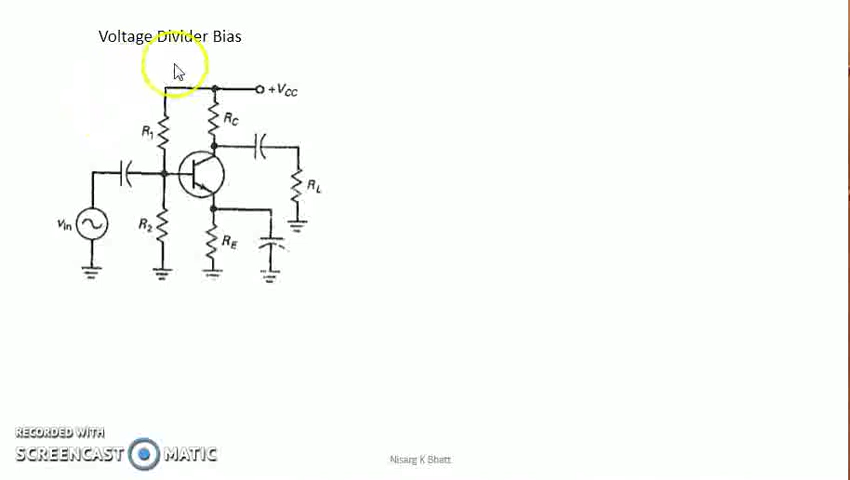 Voltage Divider Bias
+VCC
RC
R1
RL
vin
R2
RE
RECORDED WITH
SCREENCAST MATIC
Nisarg K Bhatt